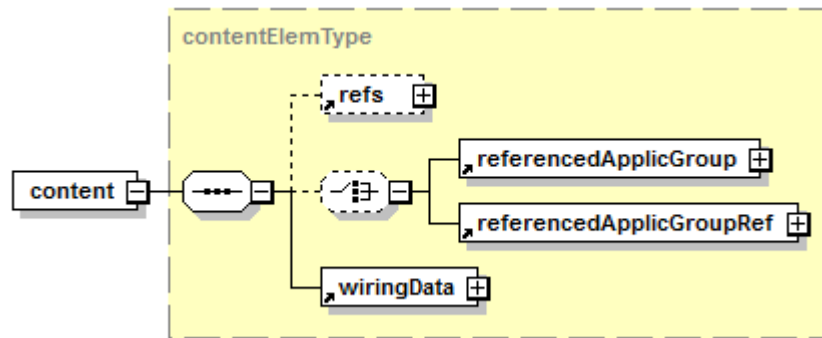 contentElemType
refs
content
referencedApplicGroup
referencedApplicGroupRef
wiringData